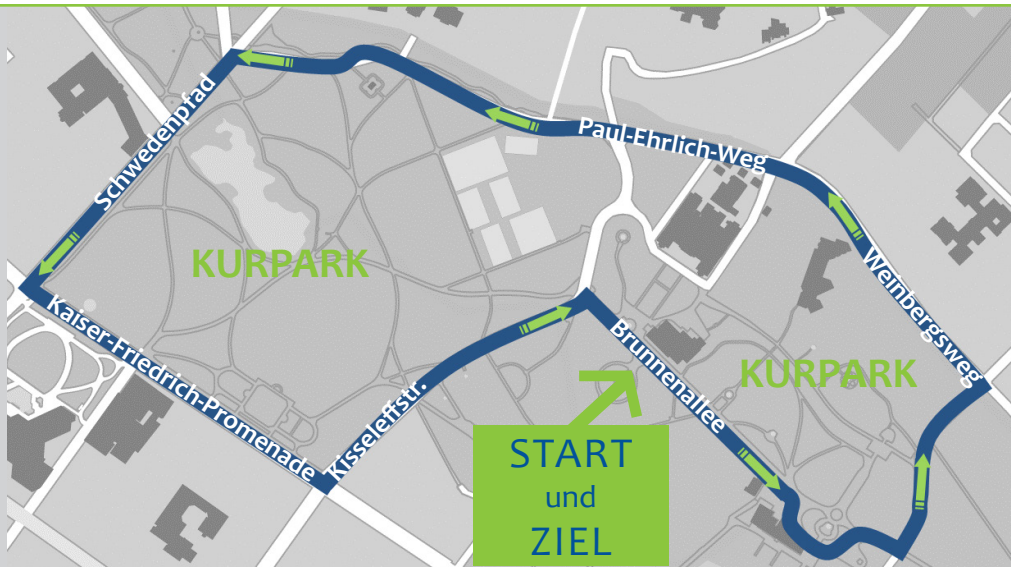 Schwedenpfad
Paul-Ehrlich-Weg
KURPARK
Weinbergsweg
Kaiser-Friedrich-Promenade
Kisseleffstr.
Brunnenallee
KURPARK
START
und
ZIEL